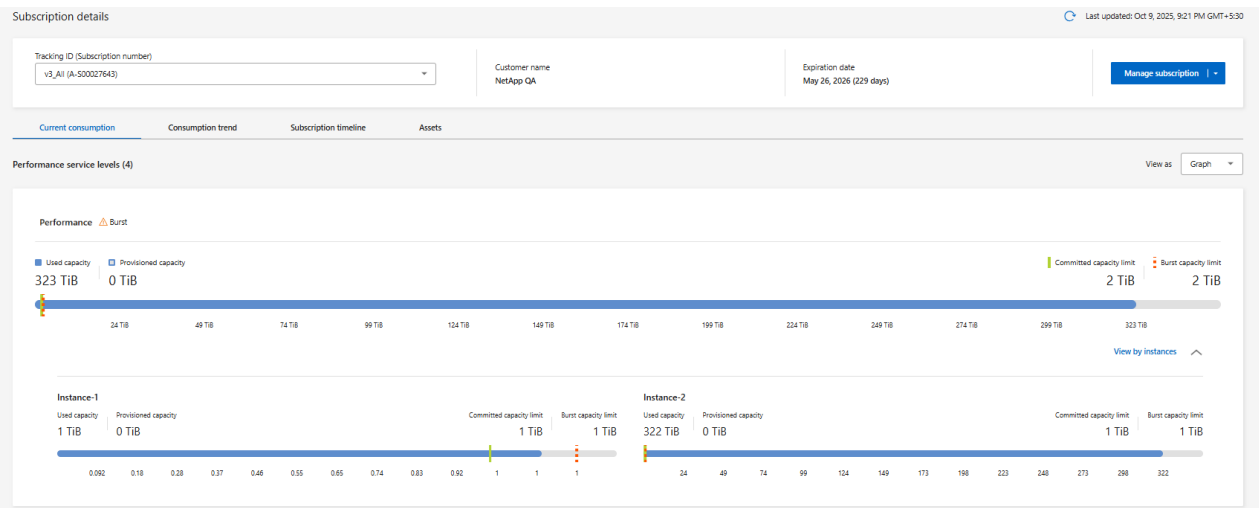 Subscription details
Last updated: Oct 9, 2025, 9:21 PM GMT+5:30
Tracking ID (Subscription number)
v3_All (A-S00027643)
Customer name
NetApp QA
Expiration date
May 26, 2026 (229 days)
Manage subscription
Current consumption
Consumption trend
Subscription timeline
Assets
Performance service levels (4)
View as
Graph
Performance
Burst
Used capacity
323 TiB
Provisioned capacity
0 TiB
Committed capacity limit
2 TiB
Burst capacity limit
2 TiB
24 TiB 49 TiB 74 TiB 99 TiB 124 TiB 149 TiB 174 TiB 199 TiB 224 TiB 249 TiB 274 TiB 299 TiB 323 TiB
View by instances
Instance-1
Used capacity
1 TiB
Provisioned capacity
0 TiB
Committed capacity limit
1 TiB
Burst capacity limit
1 TiB
0.092 0.18 0.28 0.37 0.46 0.55 0.65 0.74 0.83 0.92 1 1 1
Instance-2
Used capacity
322 TiB
Provisioned capacity
0 TiB
Committed capacity limit
1 TiB
Burst capacity limit
1 TiB
24 49 74 99 124 149 173 198 223 248 273 298 322